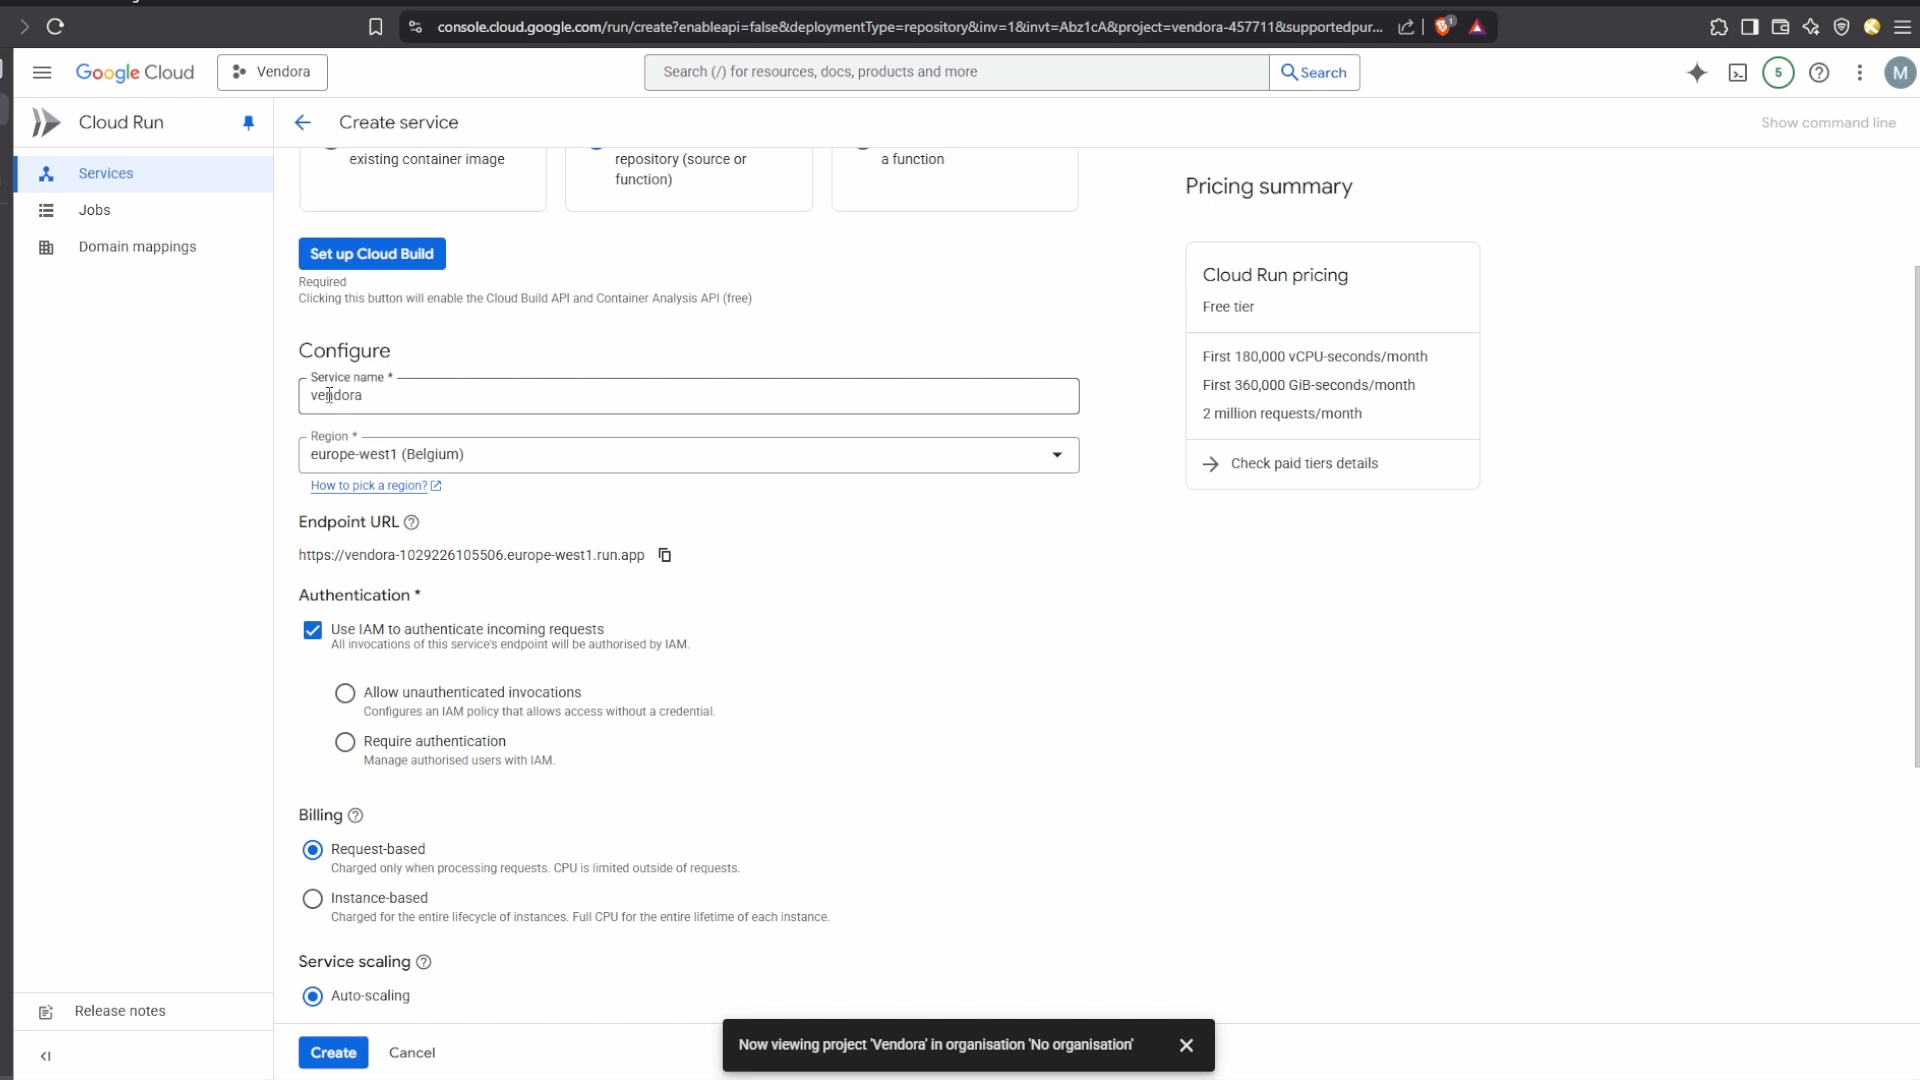 console.cloud.google.com/run/create?enableapi=false&deploymentType=repository&inv=1&invt=Abz1cA&project=vendora-457711&supportedpur...
1
Google Cloud
Vendora
Search (/) for resources, docs, products and more
Search
5
M
Cloud Run
Create service
Show command line
Services
Jobs
Domain mappings
existing container image
repository (source or
function)
a function
Set up Cloud Build
Required
Clicking this button will enable the Cloud Build API and Container Analysis API (free)
Configure
Service name *
vendora
Region *
europe-west1 (Belgium)
How to pick a region?
Endpoint URL
https://vendora-1029226105506.europe-west1.run.app
Authentication *
Use IAM to authenticate incoming requests
All invocations of this service's endpoint will be authorised by IAM.
Allow unauthenticated invocations
Configures an IAM policy that allows access without a credential.
Require authentication
Manage authorised users with IAM.
Billing
Request-based
Charged only when processing requests. CPU is limited outside of requests.
Instance-based
Charged for the entire lifecycle of instances. Full CPU for the entire lifetime of each instance.
Service scaling
Auto-scaling
Pricing summary
Cloud Run pricing
Free tier
First 180,000 vCPU-seconds/month
First 360,000 GiB-seconds/month
2 million requests/month
Check paid tiers details
Release notes
Create
Cancel
Now viewing project 'Vendora' in organisation 'No organisation'